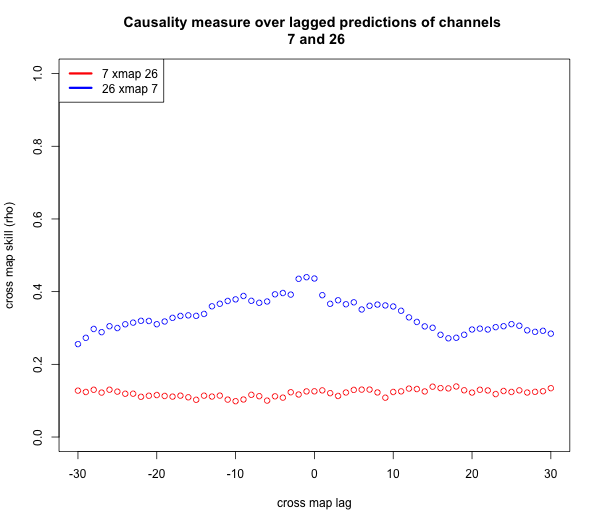 Causality measure over lagged predictions of channels
7 and 26
7 xmap 26
26 xmap 7
cross map skill (rho)
1.0
0.8
0.6
0.4
0.2
0.0
-30 -20 -10 0 10 20 30
cross map lag